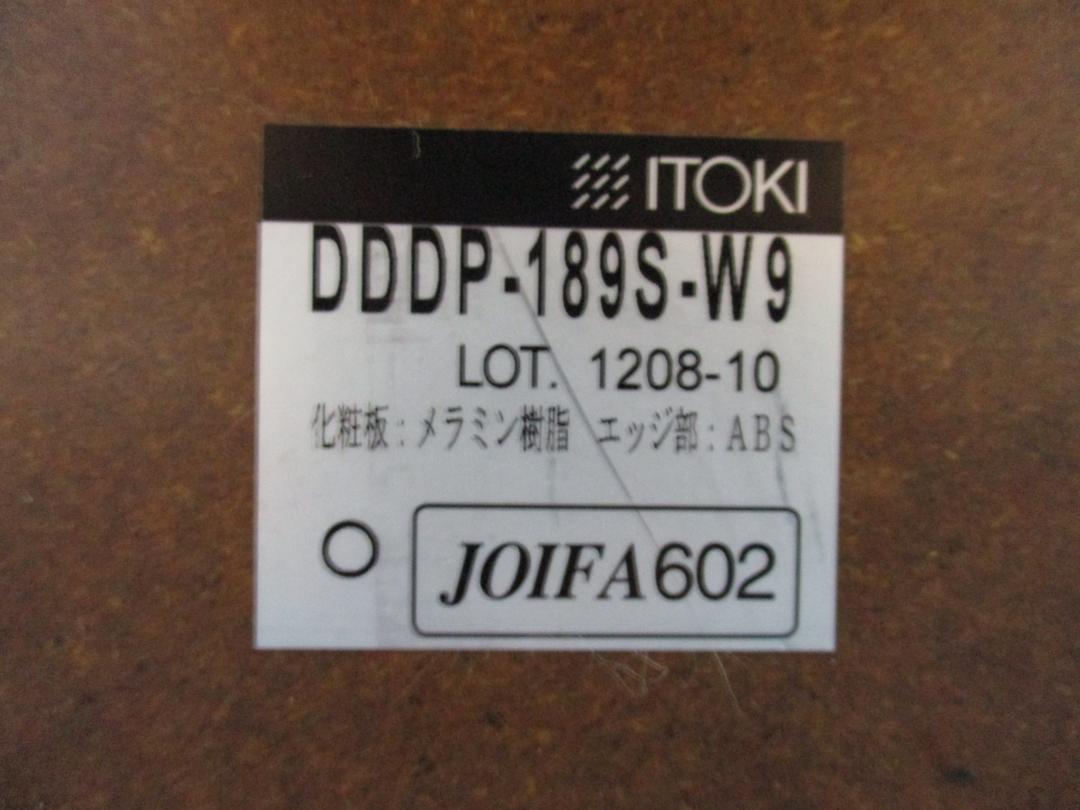 ITOKI
DDDP-189S-W9
LOT. 1208-10
化粧板：メラミン樹脂　エッジ部：ABS
○
JOIFA602